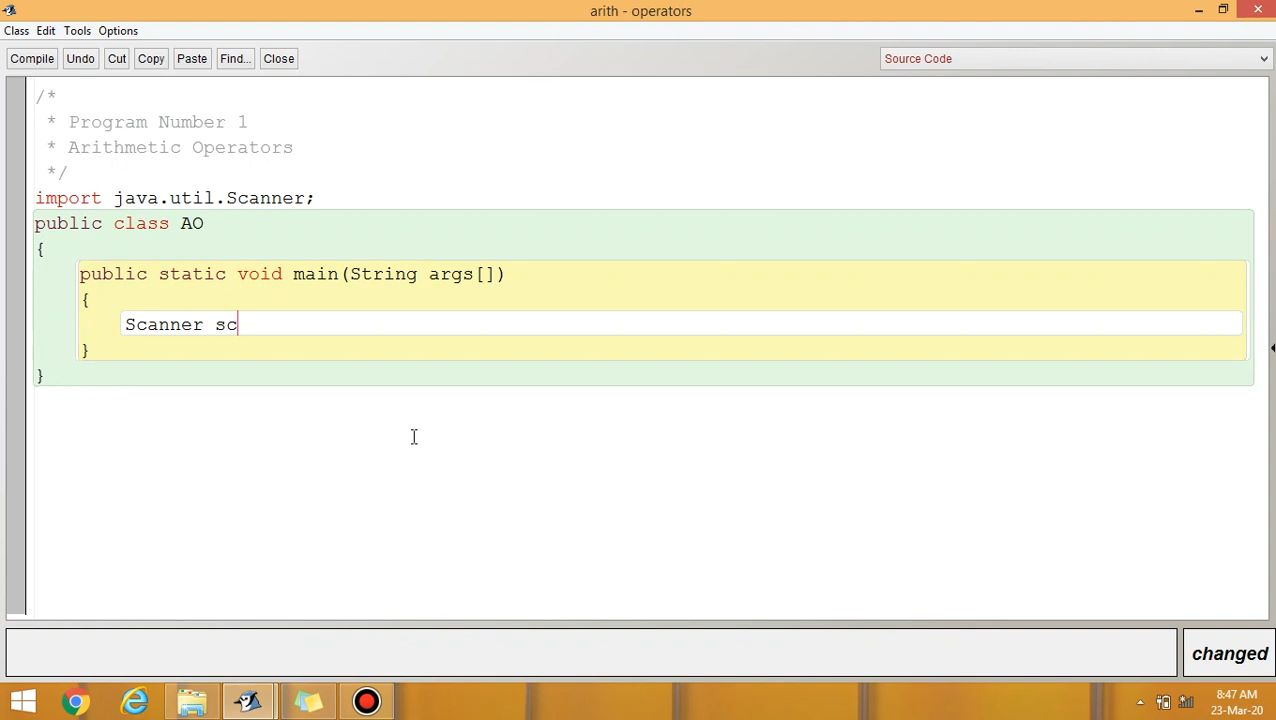 arith - operators
Class Edit Tools Options
Compile Undo Cut Copy Paste Find... Close Source Code
/*
* Program Number 1
* Arithmetic Operators
*/
import java.util.Scanner;
public class AO
{
public static void main(String args[])
{
Scanner sc
}
}
changed
8:47 AM
23-Mar-20